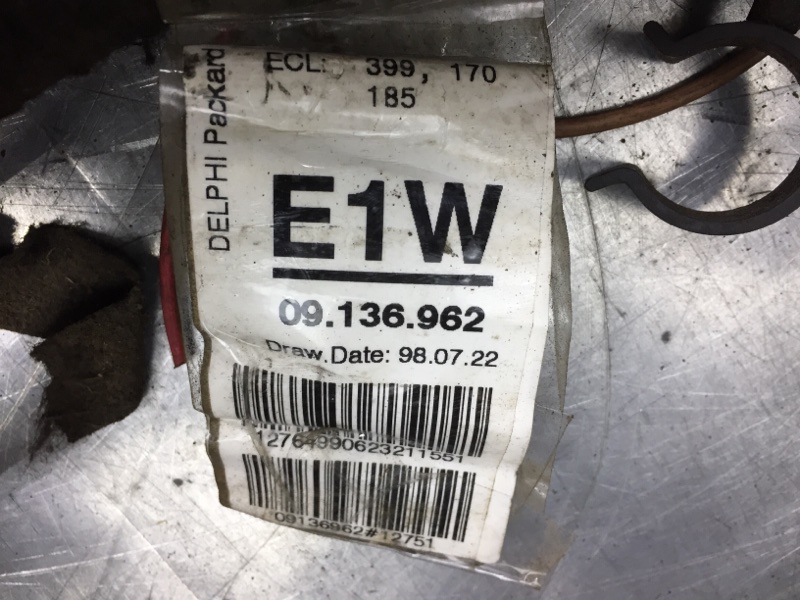 DELPHI Packard
ECL: 399, 170
185
E1W
09.136.962
Draw.Date: 98.07.22
12764990623211551
09136962#12751